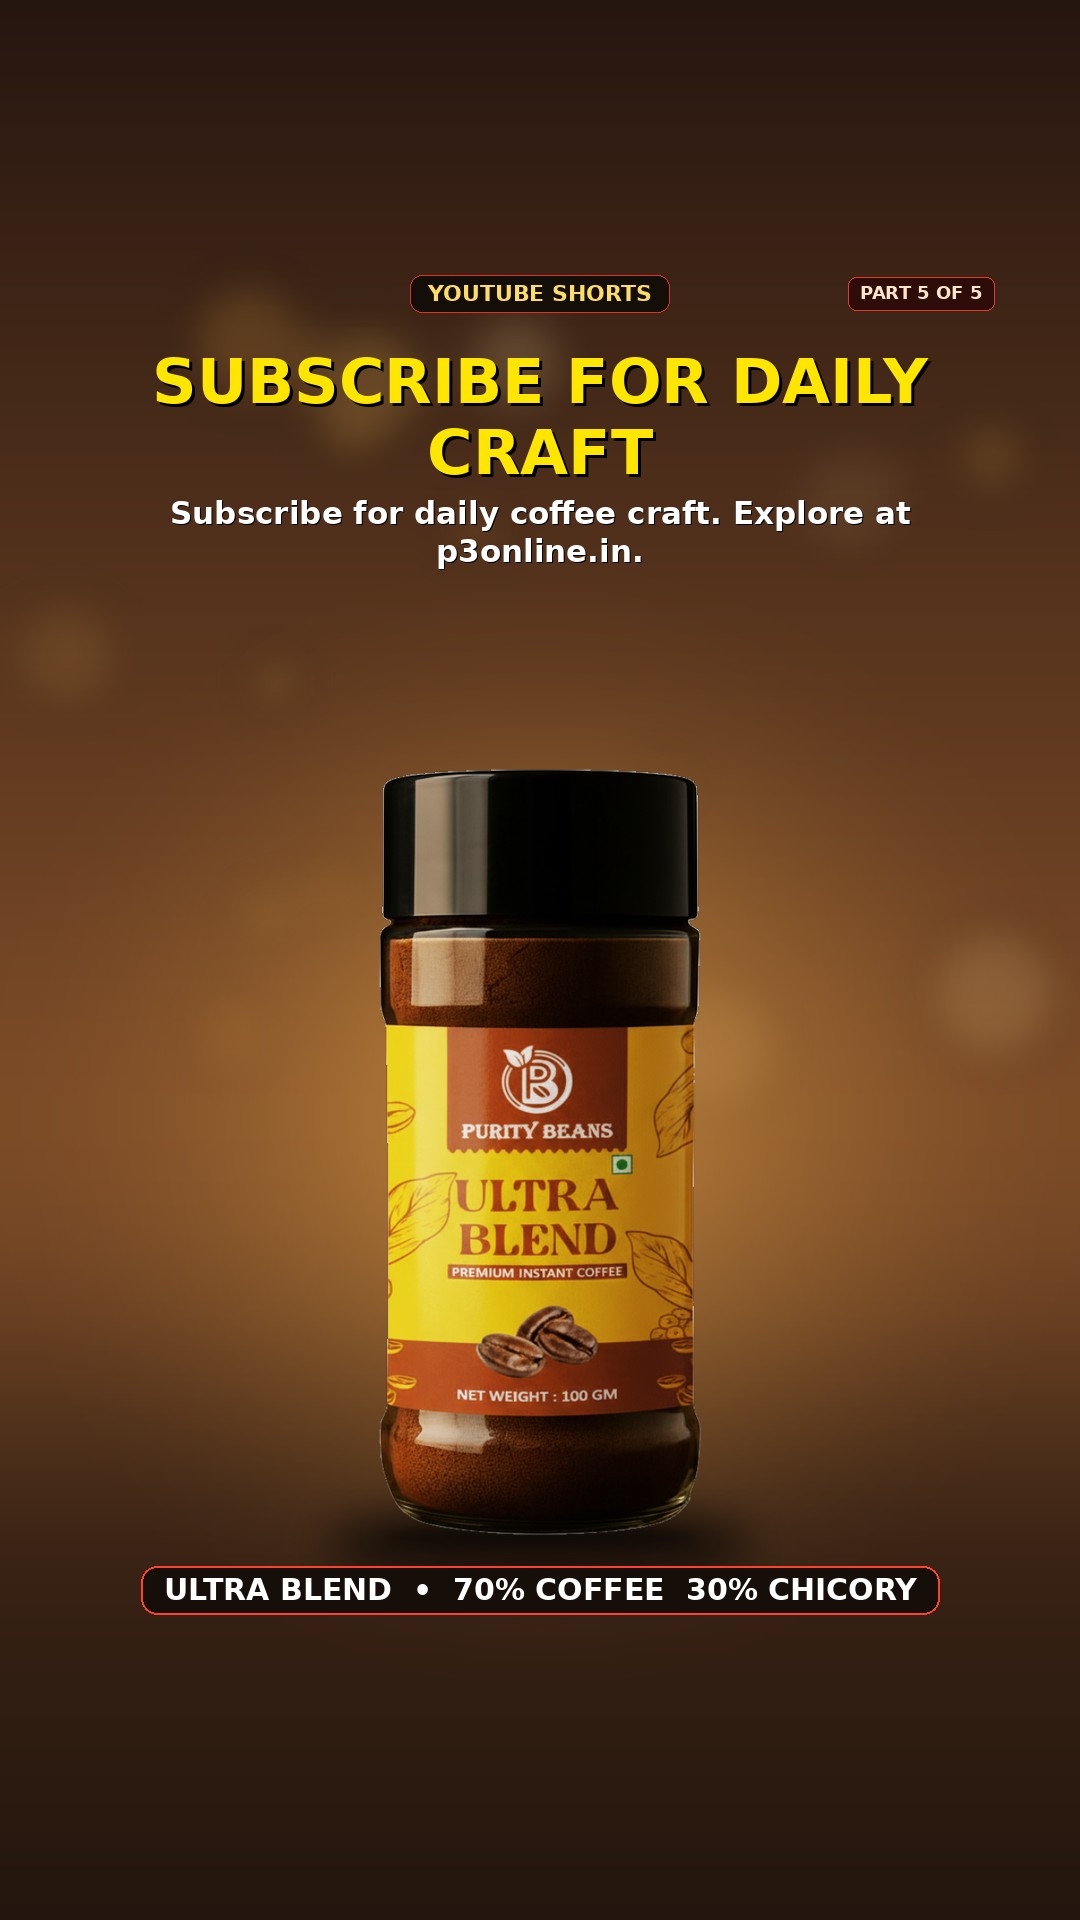 YOUTUBE SHORTS
PART 5 OF 5
SUBSCRIBE FOR DAILY
CRAFT
Subscribe for daily coffee craft. Explore at
p3online.in.
PURITY BEANS
ULTRA
BLEND
PREMIUM INSTANT COFFEE
NET WEIGHT : 100 GM
ULTRA BLEND • 70% COFFEE 30% CHICORY